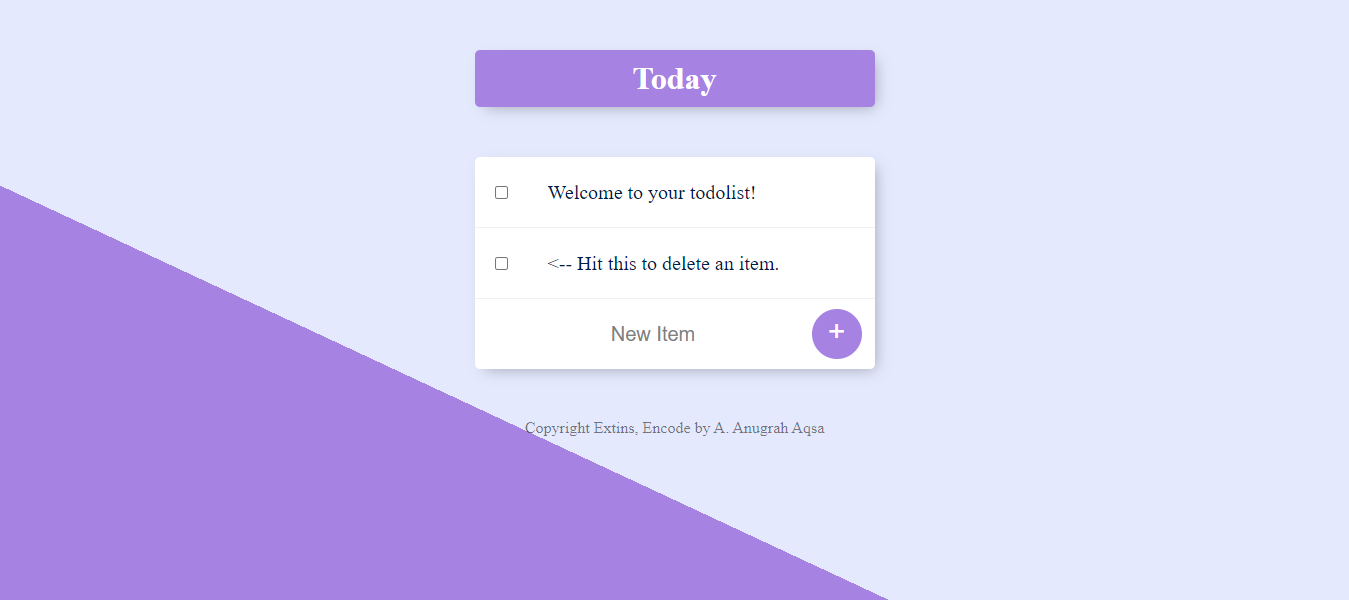 Today
Welcome to your todolist!
<-- Hit this to delete an item.
New Item
+
Copyright Extins, Encode by A. Anugrah Aqsa